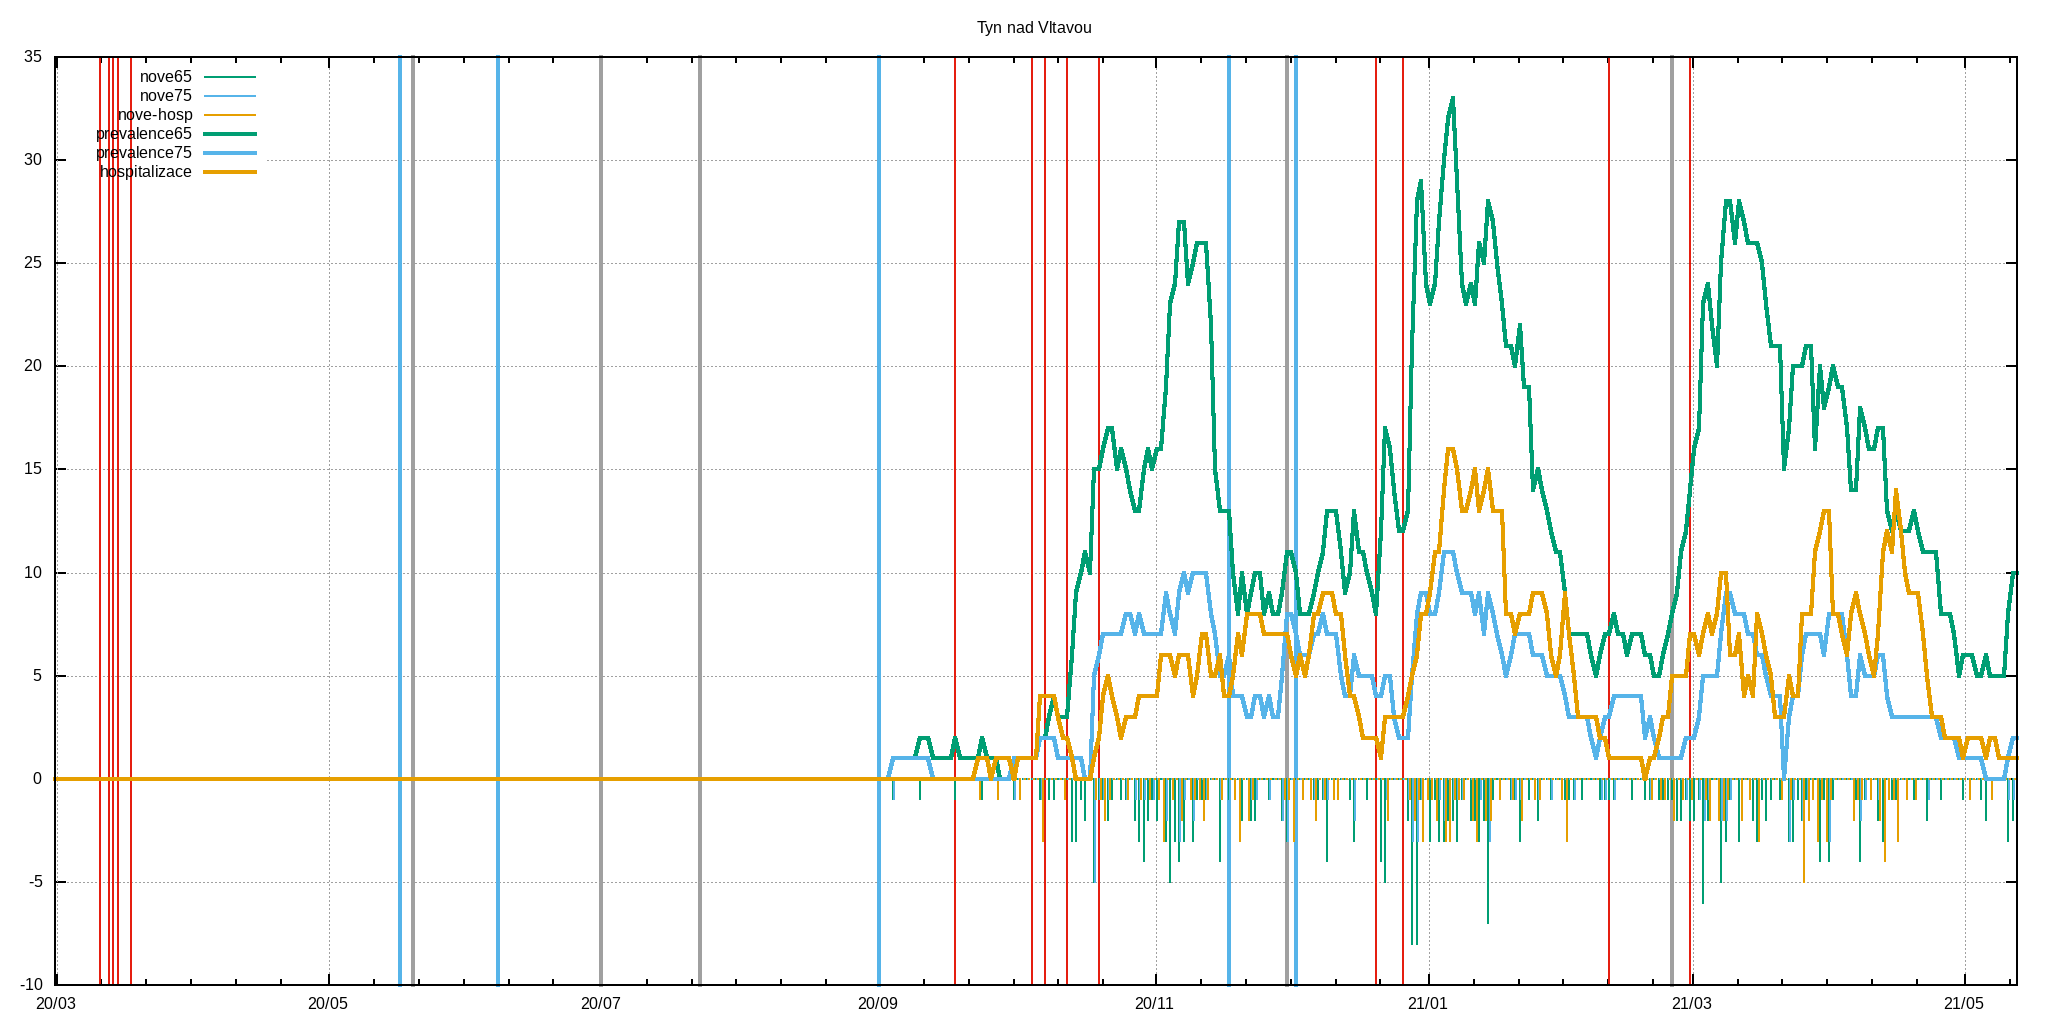 Tyn nad Vltavou
35
30
25
20
15
10
5
0
-5
-10
nove65
nove75
nove-hosp
prevalence65
prevalence75
hospitalizace
20/03 20/05 20/07 20/09 20/11 21/01 21/03 21/05